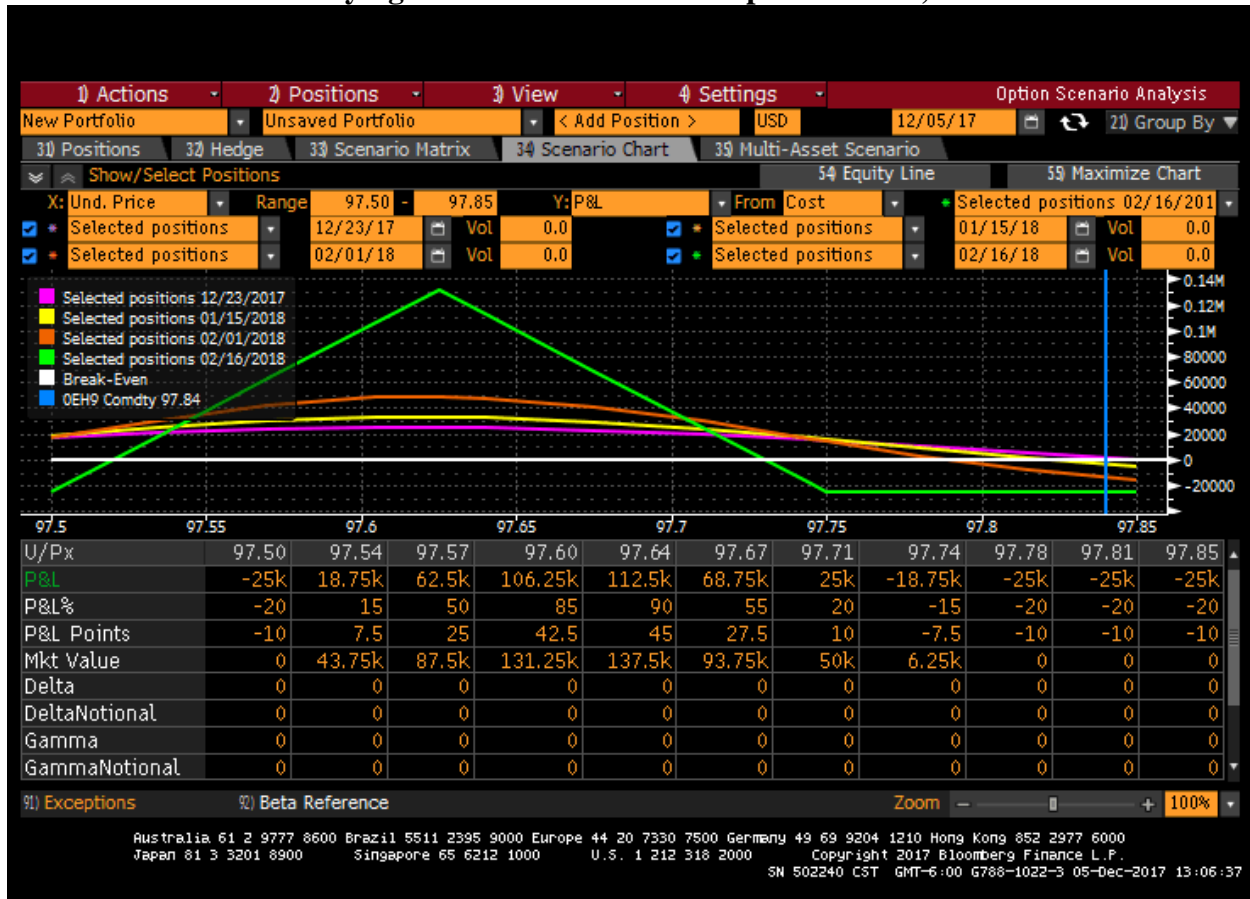 1) Actions 2) Positions 3) View 4) Settings Option Scenario Analysis
New Portfolio Unsaved Portfolio < Add Position > USD 12/05/17 21) Group By
31) Positions 32) Hedge 33) Scenario Matrix 34) Scenario Chart 35) Multi-Asset Scenario
Show/Select Positions 54) Equity Line 55) Maximize Chart
X: Und. Price Range 97.50 - 97.85 Y: P&L From Cost Selected positions 02/16/201
Selected positions 12/23/17 Vol 0.0 Selected positions 01/15/18 Vol 0.0
Selected positions 02/01/18 Vol 0.0 Selected positions 02/16/18 Vol 0.0
Selected positions 12/23/2017
Selected positions 01/15/2018
Selected positions 02/01/2018
Selected positions 02/16/2018
Break-Even
0EH9 Comdty 97.84
0.14M
0.12M
0.1M
80000
60000
40000
20000
0
-20000
97.5 97.55 97.6 97.65 97.7 97.75 97.8 97.85
U/Px 97.50 97.54 97.57 97.60 97.64 97.67 97.71 97.74 97.78 97.81 97.85
P&L -25k 18.75k 62.5k 106.25k 112.5k 68.75k 25k -18.75k -25k -25k -25k
P&L% -20 15 50 85 90 55 20 -15 -20 -20 -20
P&L Points -10 7.5 25 42.5 45 27.5 10 -7.5 -10 -10 -10
Mkt Value 0 43.75k 87.5k 131.25k 137.5k 93.75k 50k 6.25k 0 0 0
Delta 0 0 0 0 0 0 0 0 0 0 0
DeltaNotional 0 0 0 0 0 0 0 0 0 0 0
Gamma 0 0 0 0 0 0 0 0 0 0 0
GammaNotional 0 0 0 0 0 0 0 0 0 0 0
91) Exceptions 92) Beta Reference Zoom - + 100%
Australia 61 2 9777 8600 Brazil 5511 2395 9000 Europe 44 20 7330 7500 Germany 49 69 9204 1210 Hong Kong 852 2977 6000
Japan 81 3 3201 8900 Singapore 65 6212 1000 U.S. 1 212 318 2000 Copyright 2017 Bloomberg Finance L.P.
SN 502240 CST GMT-6:00 G788-1022-3 05-Dec-2017 13:06:37